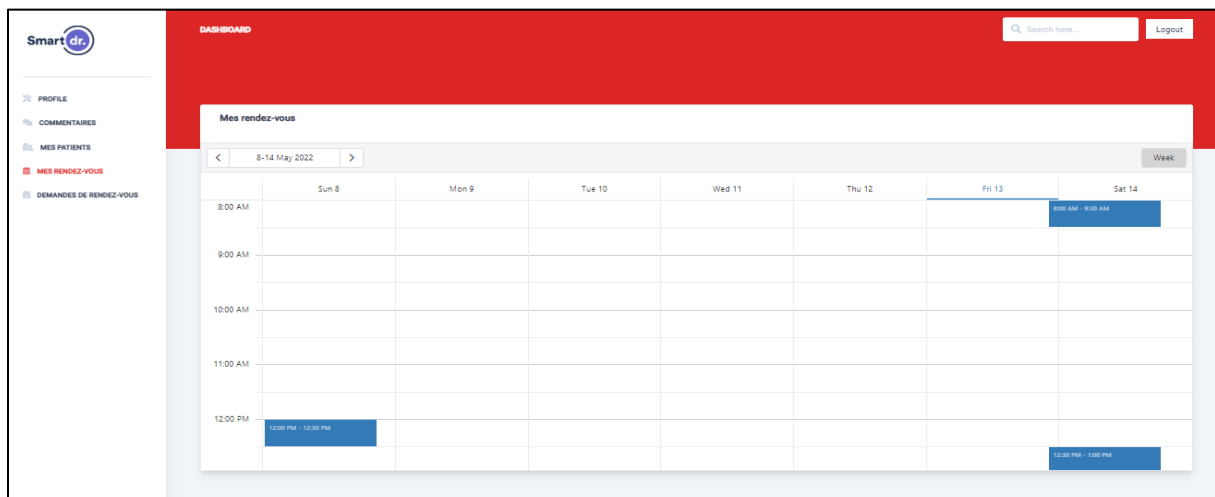 Smart dr.
DASHBOARD
Search here...
Logout
PROFILE
COMMENTAIRES
MES PATIENTS
MES RENDEZ-VOUS
DEMANDES DE RENDEZ-VOUS
Mes rendez-vous
8-14 May 2022
Week
Sun 8 Mon 9 Tue 10 Wed 11 Thu 12 Fri 13 Sat 14
8:00 AM
8:00 AM - 8:30 AM
9:00 AM
10:00 AM
11:00 AM
12:00 PM
12:00 PM - 12:30 PM
12:30 PM - 1:00 PM